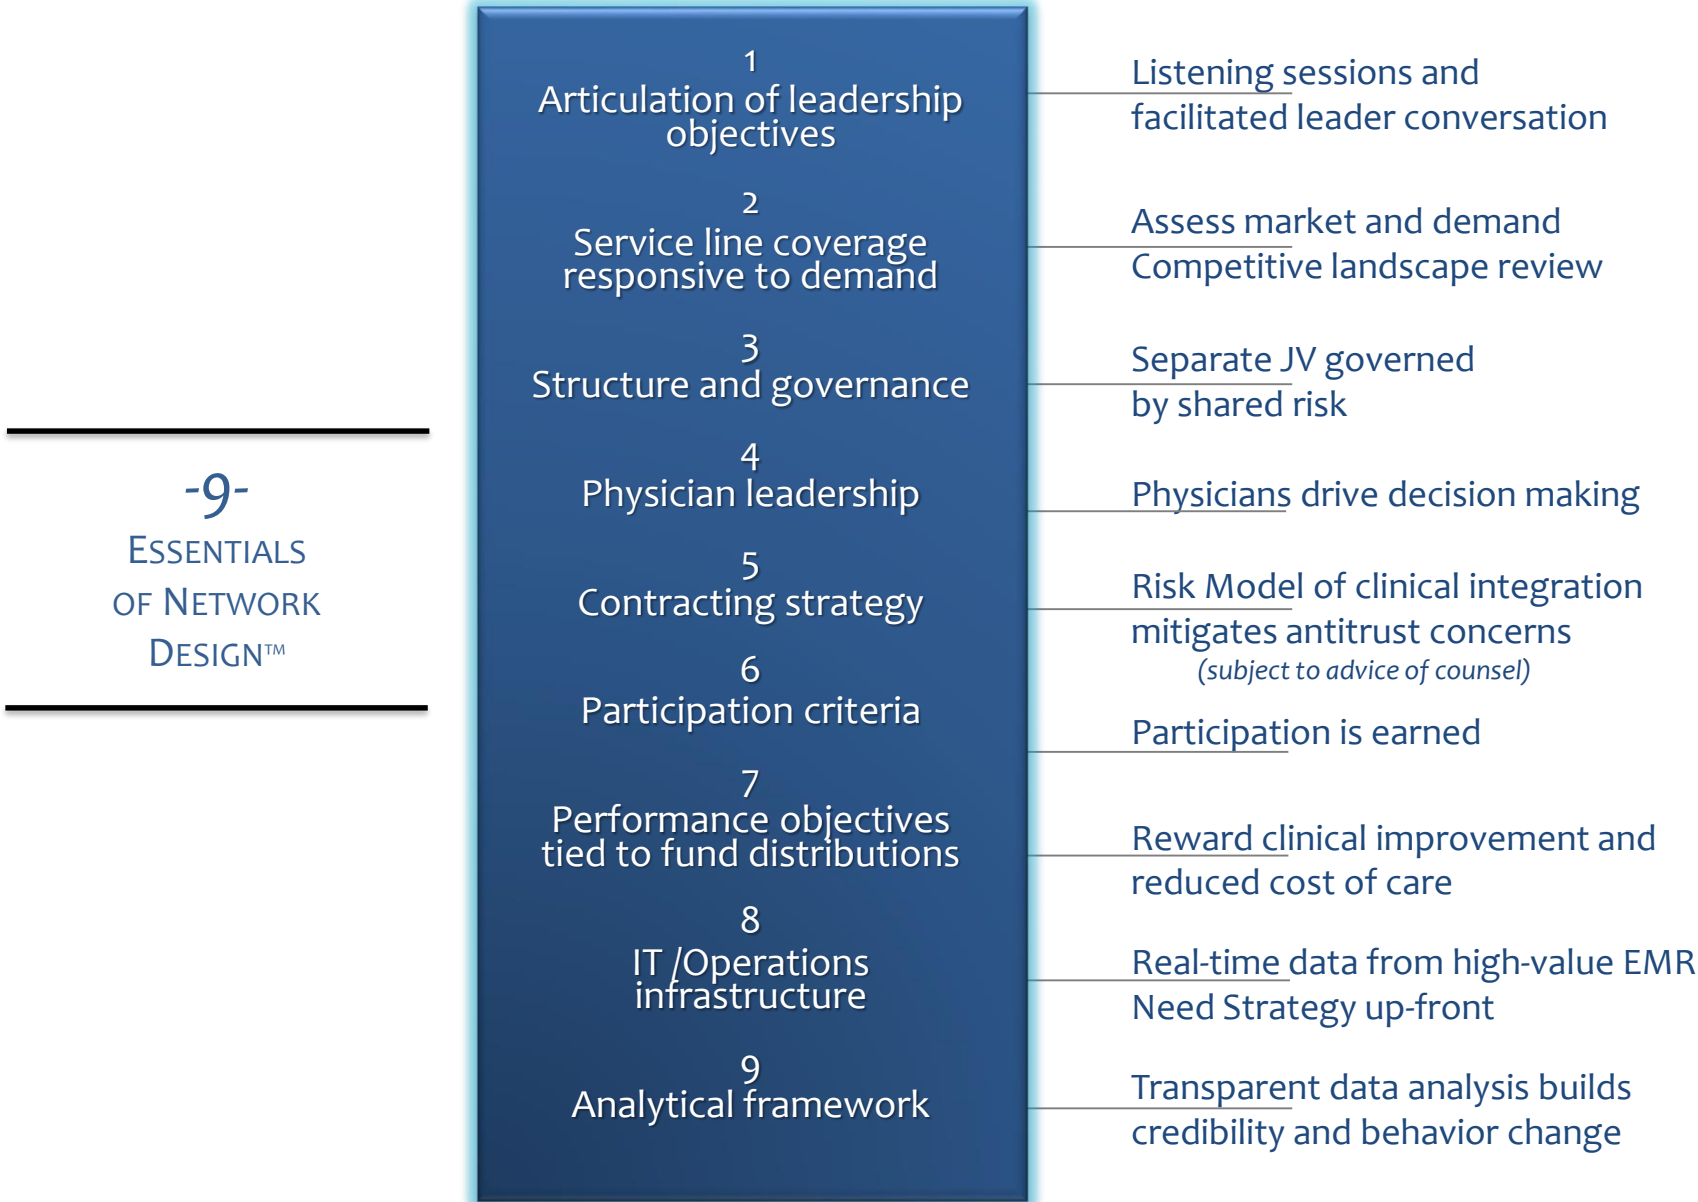 -9-
ESSENTIALS
OF NETWORK
DESIGN™
1
Articulation of leadership
objectives
Listening sessions and
facilitated leader conversation
2
Service line coverage
responsive to demand
Assess market and demand
Competitive landscape review
3
Structure and governance
Separate JV governed
by shared risk
4
Physician leadership
Physicians drive decision making
5
Contracting strategy
Risk Model of clinical integration
mitigates antitrust concerns
(subject to advice of counsel)
6
Participation criteria
Participation is earned
7
Performance objectives
tied to fund distributions
Reward clinical improvement and
reduced cost of care
8
IT /Operations
infrastructure
Real-time data from high-value EMR
Need Strategy up-front
9
Analytical framework
Transparent data analysis builds
credibility and behavior change